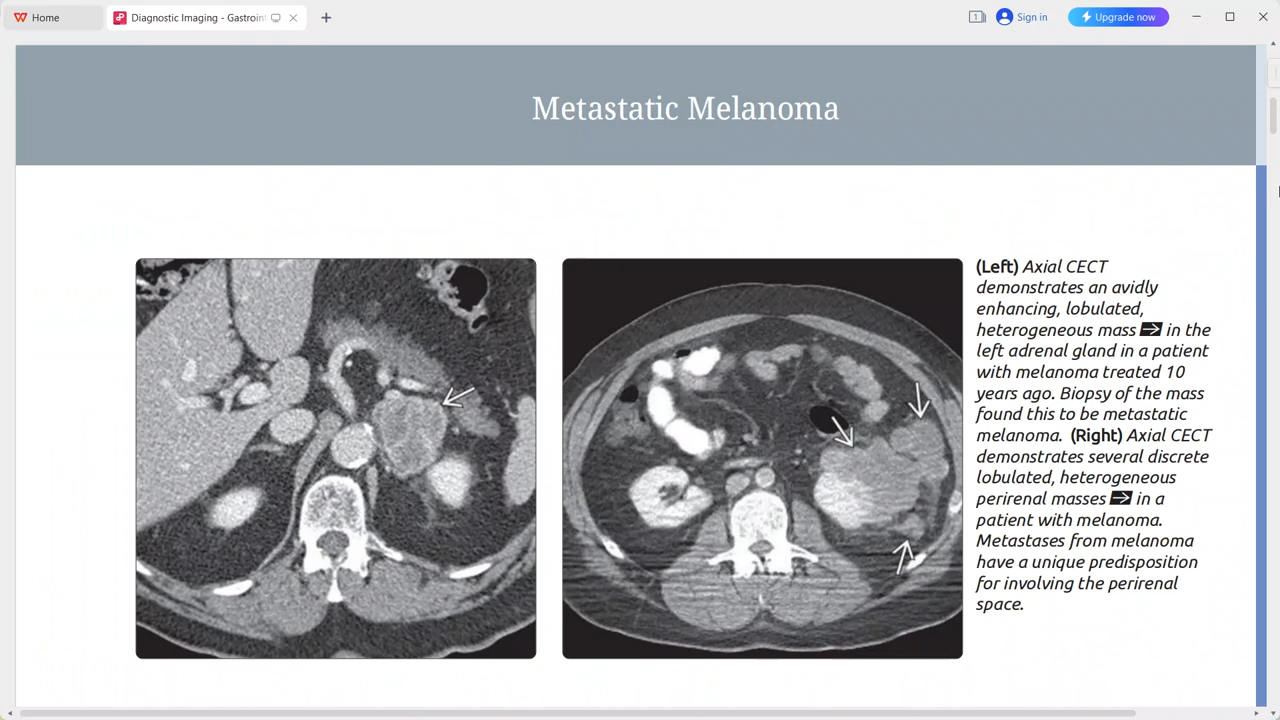 Home
Diagnostic Imaging - Gastroint
1
Sign in
Upgrade now
Metastatic Melanoma
(Left) Axial CECT
demonstrates an avidly
enhancing, lobulated,
heterogeneous mass ➡ in the
left adrenal gland in a patient
with melanoma treated 10
years ago. Biopsy of the mass
found this to be metastatic
melanoma. (Right) Axial CECT
demonstrates several discrete
lobulated, heterogeneous
perirenal masses ➡ in a
patient with melanoma.
Metastases from melanoma
have a unique predisposition
for involving the perirenal
space.